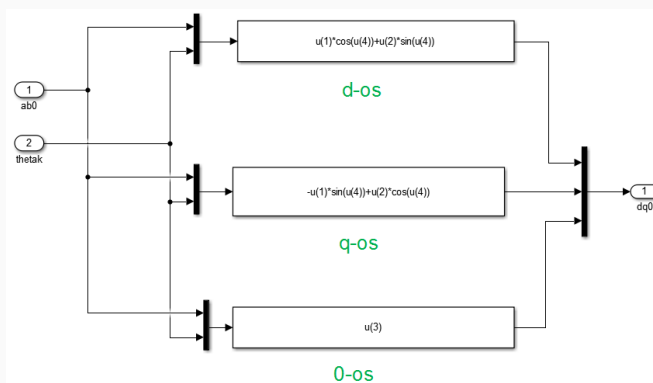 u(1)*cos(u(4))+u(2)*sin(u(4))
d-os
1
ab0
2
thetak
-u(1)*sin(u(4))+u(2)*cos(u(4))
q-os
1
dq0
u(3)
0-os